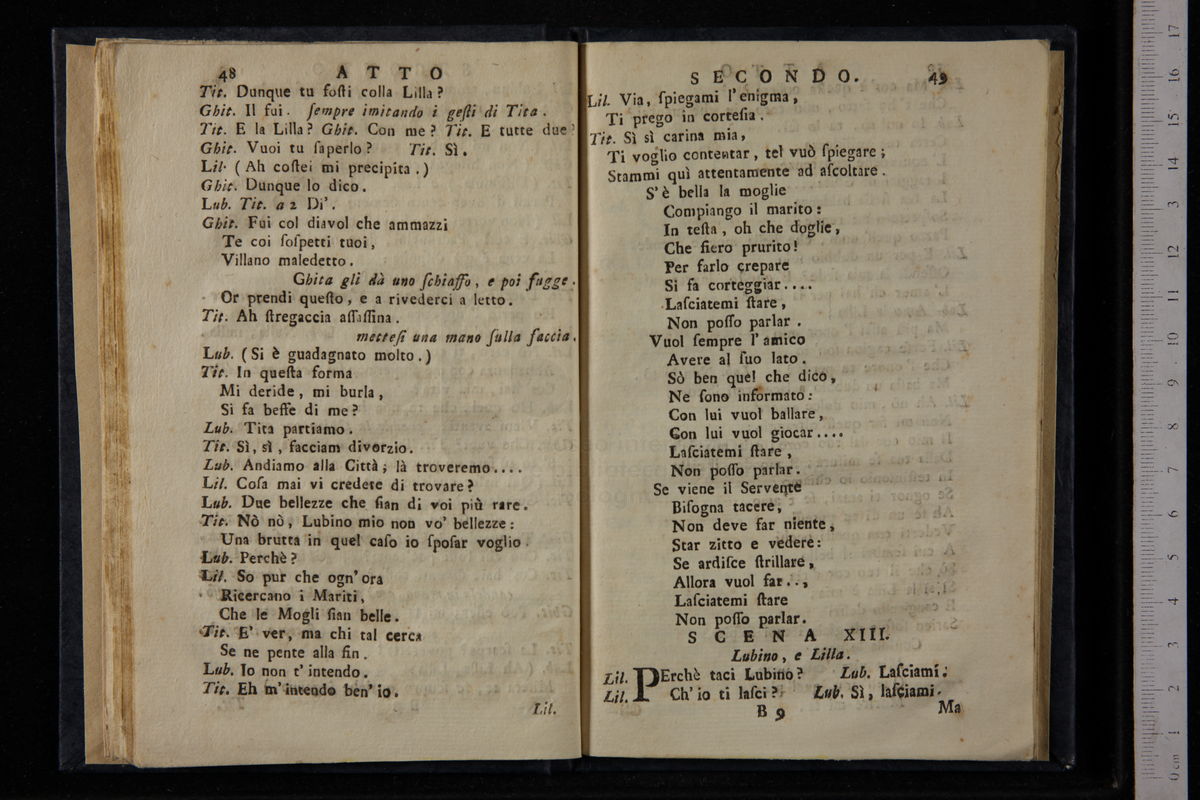 48 ATTO
Tit. Dunque tu foſti colla Lilla?
Ghit. Il fui. ſempre imitando i geſti di Tita.
Tit. E la Lilla? Ghit. Con me? Tit. E tutte due?
Ghit. Vuoi tu ſaperlo? Tit. Sì.
Lil. (Ah coſtei mi precipita.)
Ghit. Dunque lo dico.
Lub. Tit. a 2 Di'.
Ghit. Fui col diavol che ammazzi
Te coi ſoſpetti tuoi,
Villano maledetto.
Ghita gli dà uno ſchiaffo, e poi fugge.
Or prendi queſto, e a rivederci a letto.
Tit. Ah ſtregaccia aſſaſſina.
metteſi una mano ſulla faccia.
Lub. (Si è guadagnato molto.)
Tit. In queſta forma
Mi deride, mi burla,
Si fa beffe di me?
Lub. Tita partiamo.
Tit. Sì, sì, facciam divorzio.
Lub. Andiamo alla Città; là troveremo....
Lil. Coſa mai vi credete di trovare?
Lub. Due bellezze che ſian di voi più rare.
Tit. Nò nò, Lubino mio non vo' bellezze:
Una brutta in quel caſo io ſpoſar voglio.
Lub. Perchè?
Lil. So pur che ogn' ora
Ricercano i Mariti,
Che le Mogli ſian belle.
Tit. E' ver, ma chi tal cerca
Se ne pente alla fin.
Lub. Io non t' intendo.
Tit. Eh m' intendo ben' io.
Lil.
SECONDO. 49
Lil. Via, ſpiegami l' enigma,
Ti prego in corteſia.
Tit. Sì sì carina mia,
Ti voglio contentar, tel vuò ſpiegare;
Stammi quì attentamente ad aſcoltare.
S' è bella la moglie
Compiango il marito:
In teſta, oh che doglie,
Che fiero prurito!
Per farlo crepare
Si fa corteggiar....
Laſciatemi ſtare,
Non poſſo parlar.
Vuol ſempre l' amico
Avere al ſuo lato.
Sò ben quel che dico,
Ne ſono informato:
Con lui vuol ballare,
Con lui vuol giocar....
Laſciatemi ſtare,
Non poſſo parlar.
Se viene il Servente
Biſogna tacere,
Non deve far niente,
Star zitto e vedere:
Se ardiſce ſtrillare,
Allora vuol far..,
Laſciatemi ſtare
Non poſſo parlar.
SCENA XIII.
Lubino, e Lilla.
Lil. PErchè taci Lubino? Lub. Laſciami.
Lil. Ch' io ti laſci? Lub. Sì, laſciami.
B 9 Ma